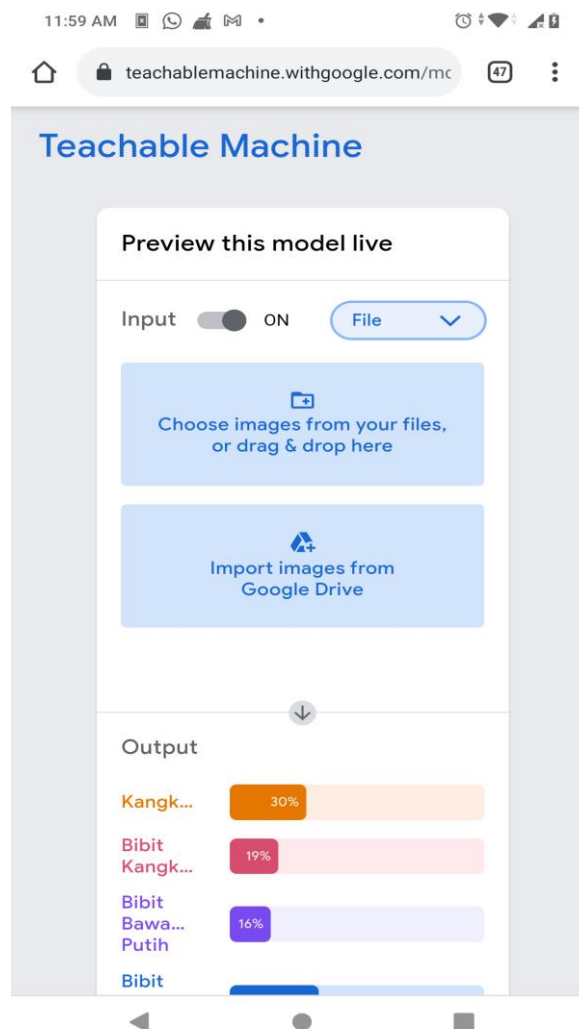 11:59 AM
teachablemachine.withgoogle.com/mc
47
Teachable Machine
Preview this model live
Input ON File
Choose images from your files,
or drag & drop here
Import images from
Google Drive
Output
Kangk... 30%
Bibit
Kangk...
19%
Bibit
Bawa...
Putih
16%
Bibit